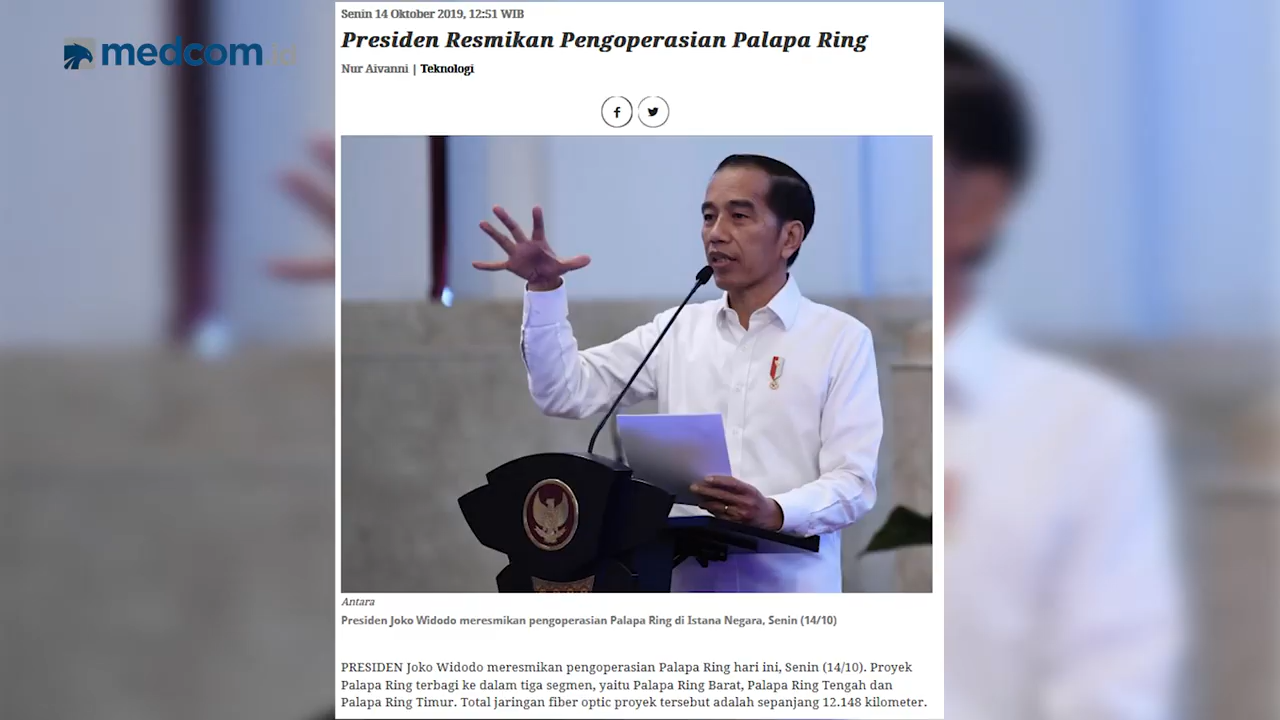 medcom.id
Senin 14 Oktober 2019, 12:51 WIB
Presiden Resmikan Pengoperasian Palapa Ring
Nur Aivanni | Teknologi
Antara
Presiden Joko Widodo meresmikan pengoperasian Palapa Ring di Istana Negara, Senin (14/10)
PRESIDEN Joko Widodo meresmikan pengoperasian Palapa Ring hari ini, Senin (14/10). Proyek
Palapa Ring terbagi ke dalam tiga segmen, yaitu Palapa Ring Barat, Palapa Ring Tengah dan
Palapa Ring Timur. Total jaringan fiber optic proyek tersebut adalah sepanjang 12.148 kilometer.